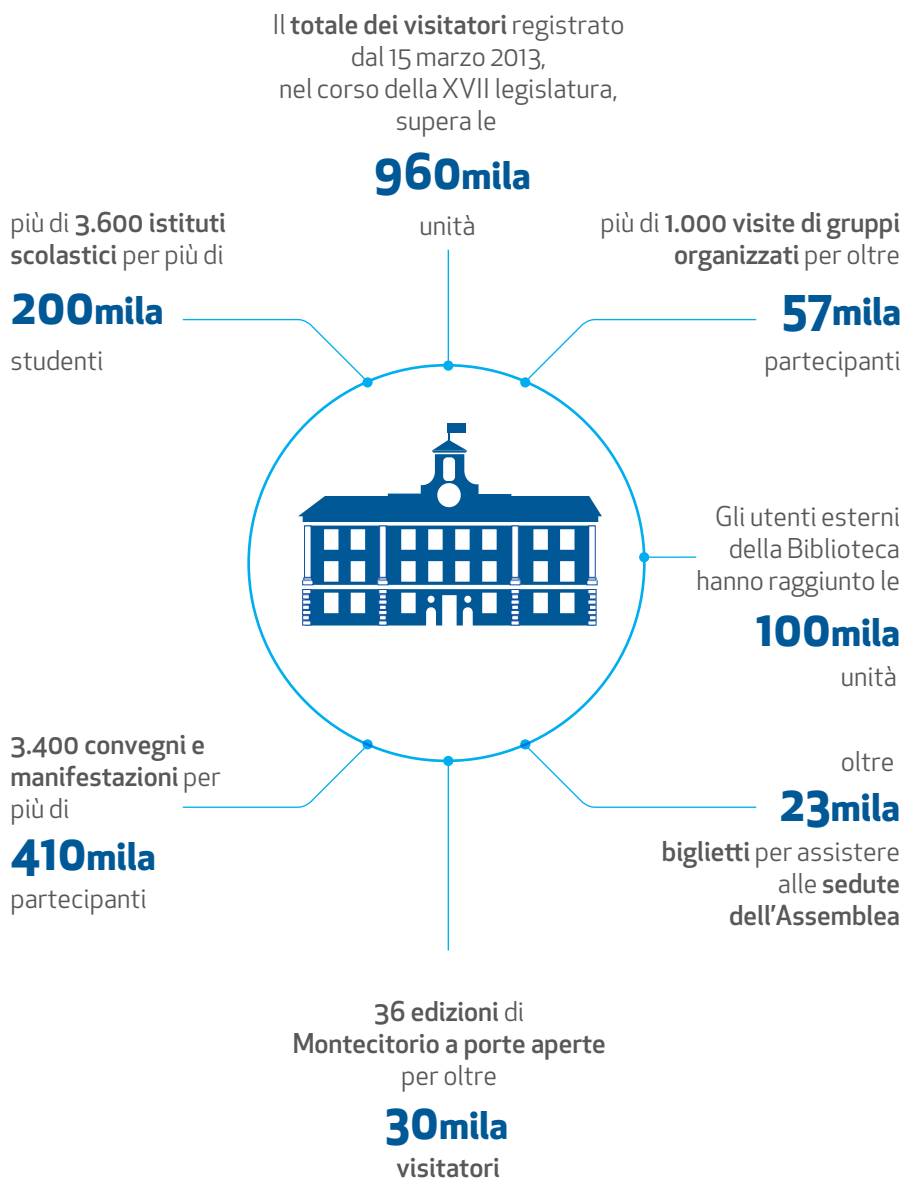 Il totale dei visitatori registrato
dal 15 marzo 2013,
nel corso della XVII legislatura,
supera le
960mila
unità
più di 3.600 istituti
scolastici per più di
200mila
studenti
più di 1.000 visite di gruppi
organizzati per oltre
57mila
partecipanti
Gli utenti esterni
della Biblioteca
hanno raggiunto le
100mila
unità
3.400 convegni e
manifestazioni per
più di
410mila
partecipanti
oltre
23mila
biglietti per assistere
alle sedute
dell'Assemblea
36 edizioni di
Montecitorio a porte aperte
per oltre
30mila
visitatori